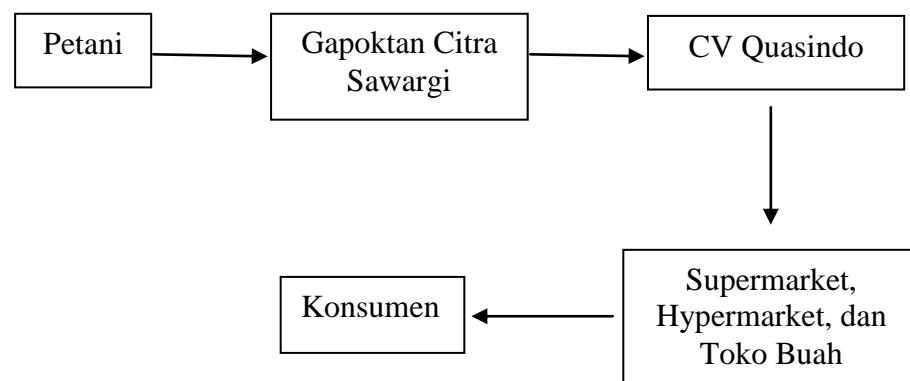 Petani
Gapoktan Citra
Sawargi
CV Quasindo
Supermarket,
Hypermarket, dan
Toko Buah
Konsumen